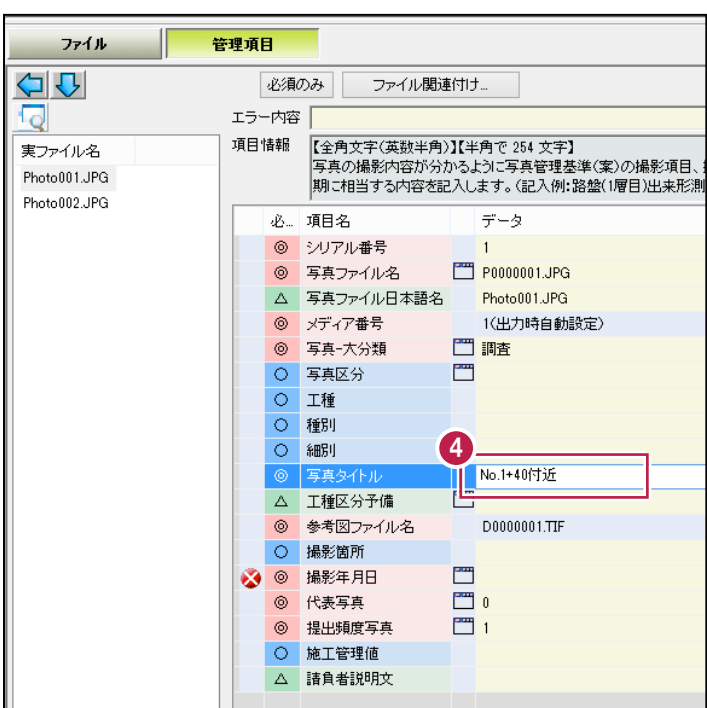 ファイル
管理項目
必須のみ
ファイル関連付け...
エラー内容
項目情報
【全角文字(英数半角)】【半角で 254 文字】
写真の撮影内容が分かるように写真管理基準(案)の撮影項目、
期に相当する内容を記入します。(記入例:路盤(1層目)出来形測
実ファイル名
Photo001.JPG
Photo002.JPG
必... 項目名 データ
◎ シリアル番号 1
◎ 写真ファイル名 P0000001.JPG
△ 写真ファイル日本語名 Photo001.JPG
◎ メディア番号 1(出力時自動設定)
◎ 写真-大分類 調査
○ 写真区分
○ 工種
○ 種別
○ 細別
4
◎ 写真タイトル No.1+40付近
△ 工種区分予備
◎ 参考図ファイル名 D0000001.TIF
○ 撮影箇所
◎ 撮影年月日
◎ 代表写真 0
◎ 提出頻度写真 1
○ 施工管理値
△ 請負者説明文